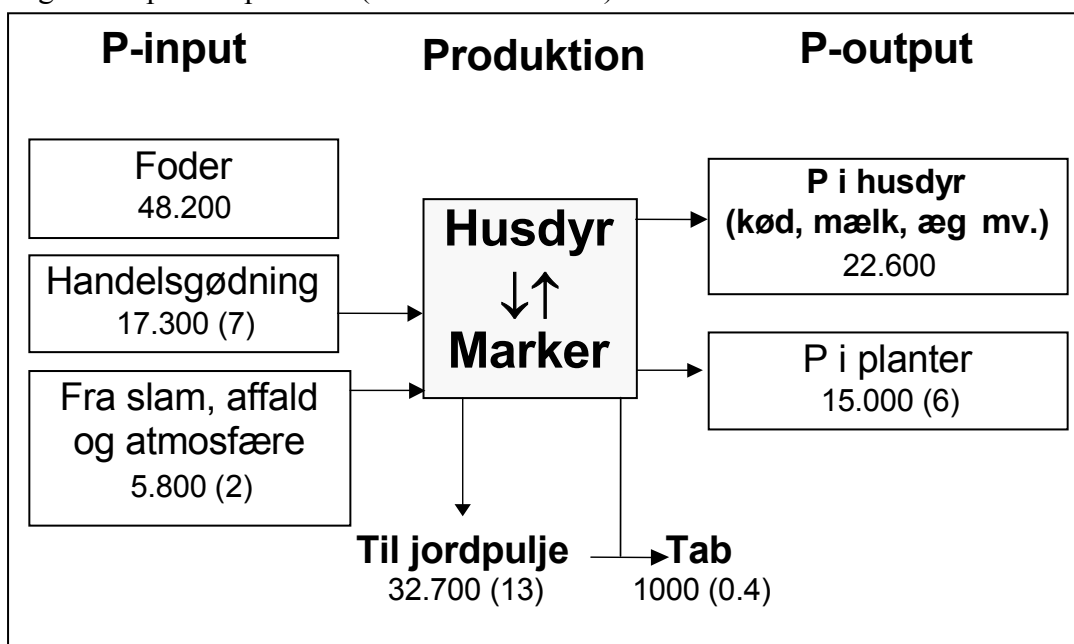 P-input
Produktion
P-output
Foder
48.200
Handelsgødning
17.300 (7)
Fra slam, affald
og atmosfære
5.800 (2)
Husdyr
↓↑
Marker
P i husdyr
(kød, mælk, æg mv.)
22.600
P i planter
15.000 (6)
Til jordpulje
32.700 (13)
Tab
1000 (0.4)